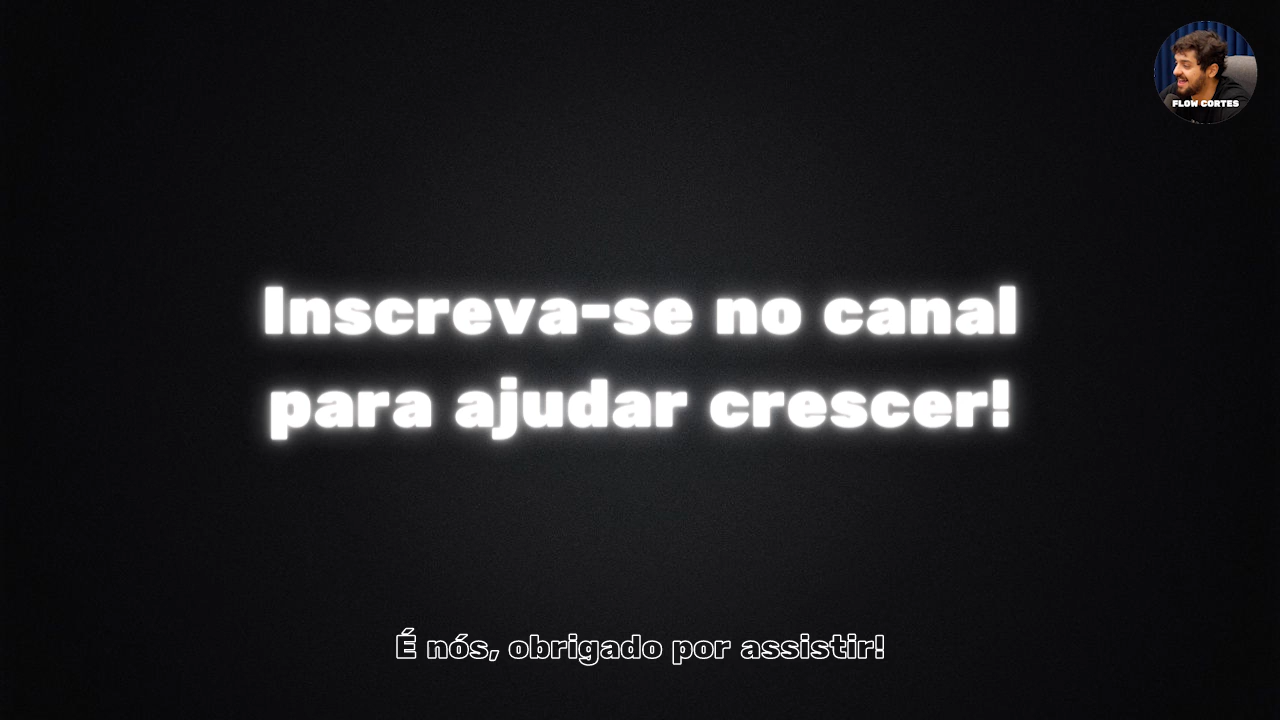 FLOW CORTES
Inscreva-se no canal
para ajudar crescer!
É nós, obrigado por assistir!